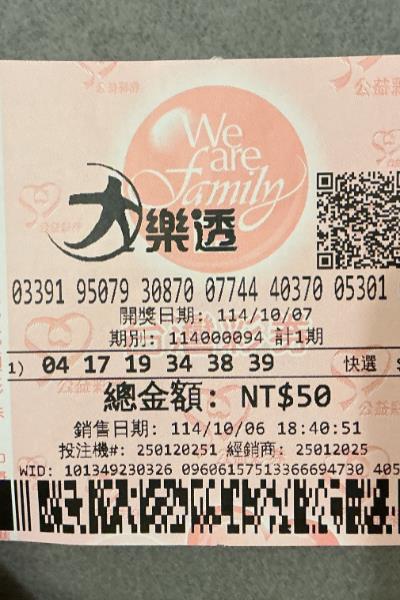 We
are
Family
大樂透
03391 95079 30870 07744 40370 05301
開獎日期: 114/10/07
期別: 114000094 計1期
1) 04 17 19 34 38 39 快選
總金額: NT$50
銷售日期: 114/10/06 18:40:51
投注機#: 250120251 經銷商: 25012025
WID: 101349230326 09606157513366694730 405